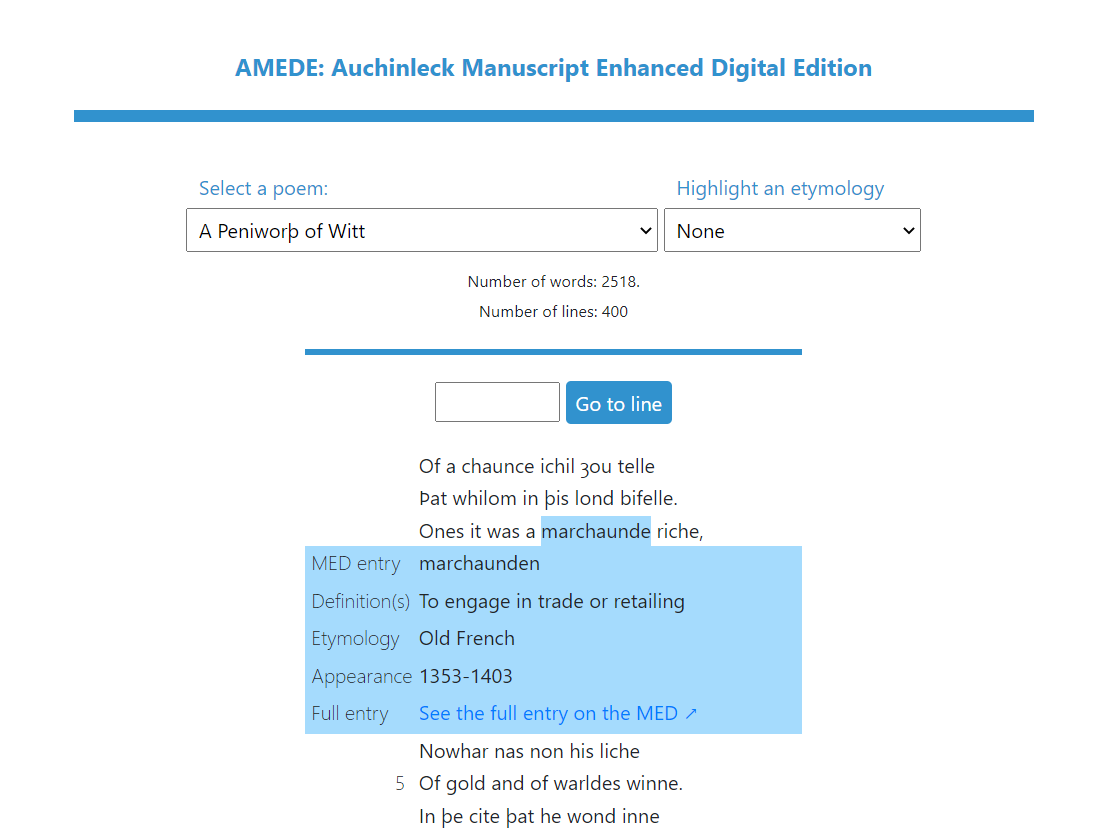 AMEDE: Auchinleck Manuscript Enhanced Digital Edition
Select a poem:
Highlight an etymology
A Peniworþ of Witt
None
Number of words: 2518.
Number of lines: 400
Go to line
Of a chaunce ichil ȝou telle
Þat whilom in þis lond bifelle.
Ones it was a marchaunde riche,
MED entry marchaunden
Definition(s) To engage in trade or retailing
Etymology Old French
Appearance 1353-1403
Full entry See the full entry on the MED ↗
Nowhar nas non his liche
5 Of gold and of warldes winne.
In þe cite þat he wond inne